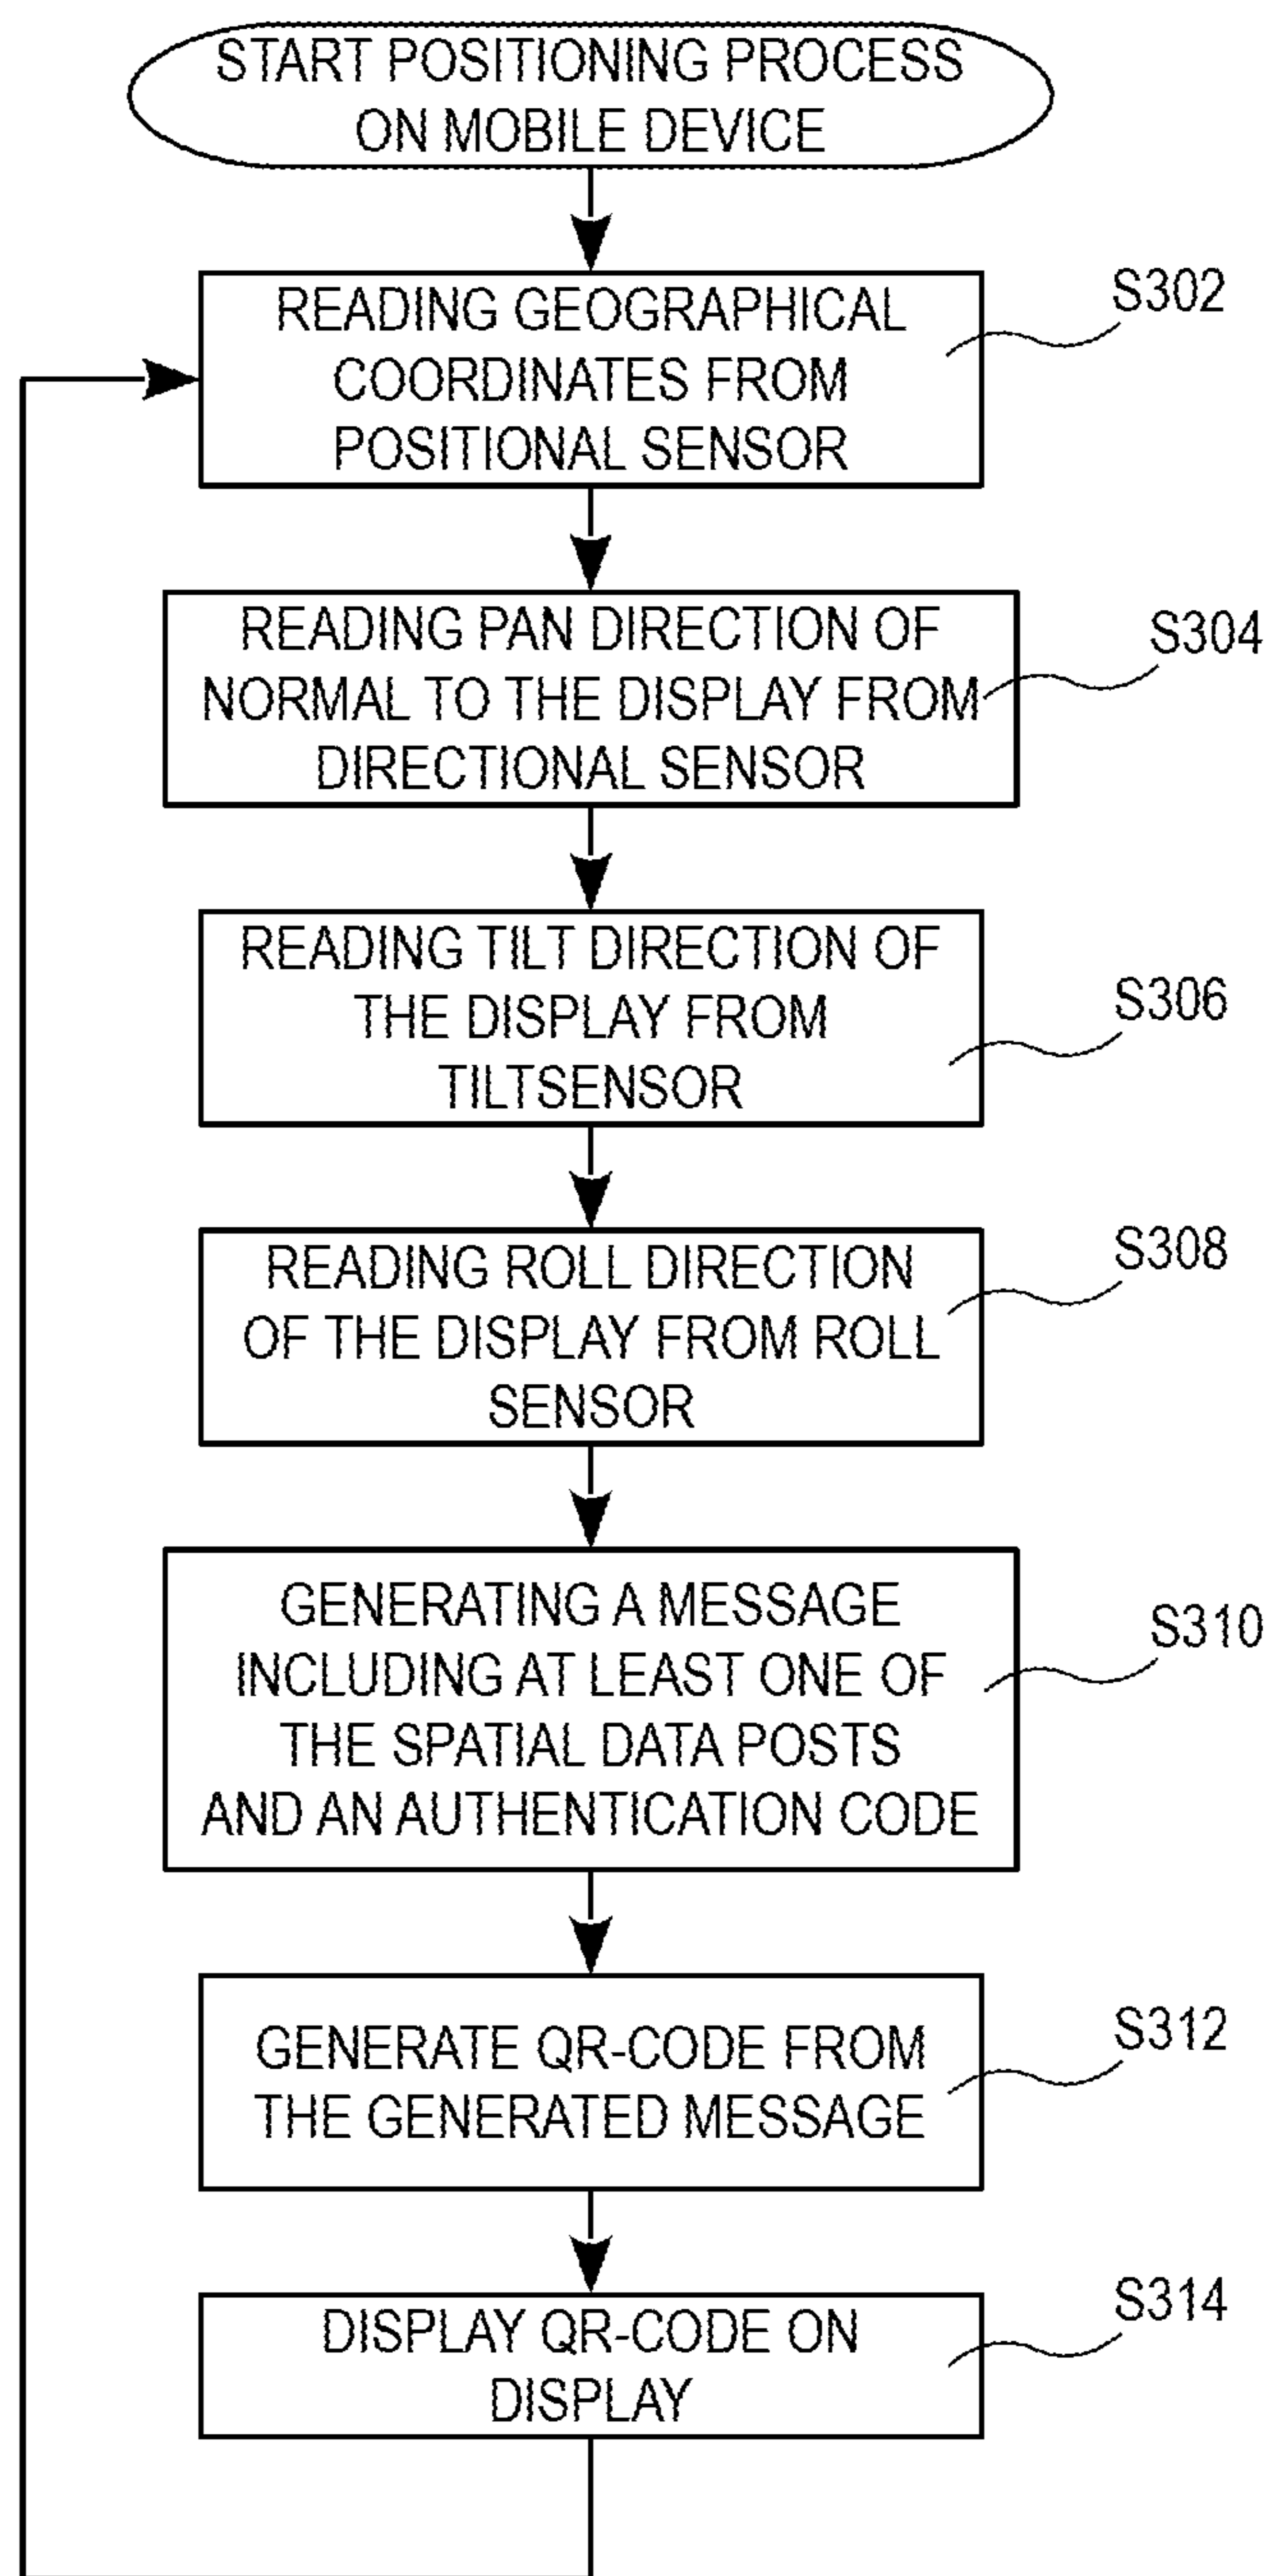 START POSITIONING PROCESS
ON MOBILE DEVICE
READING GEOGRAPHICAL
COORDINATES FROM
POSITIONAL SENSOR
S302
READING PAN DIRECTION OF
NORMAL TO THE DISPLAY FROM
DIRECTIONAL SENSOR
S304
READING TILT DIRECTION OF
THE DISPLAY FROM
TILTSENSOR
S306
READING ROLL DIRECTION
OF THE DISPLAY FROM ROLL
SENSOR
S308
GENERATING A MESSAGE
INCLUDING AT LEAST ONE OF
THE SPATIAL DATA POSTS
AND AN AUTHENTICATION CODE
S310
GENERATE QR-CODE FROM
THE GENERATED MESSAGE
S312
DISPLAY QR-CODE ON
DISPLAY
S314